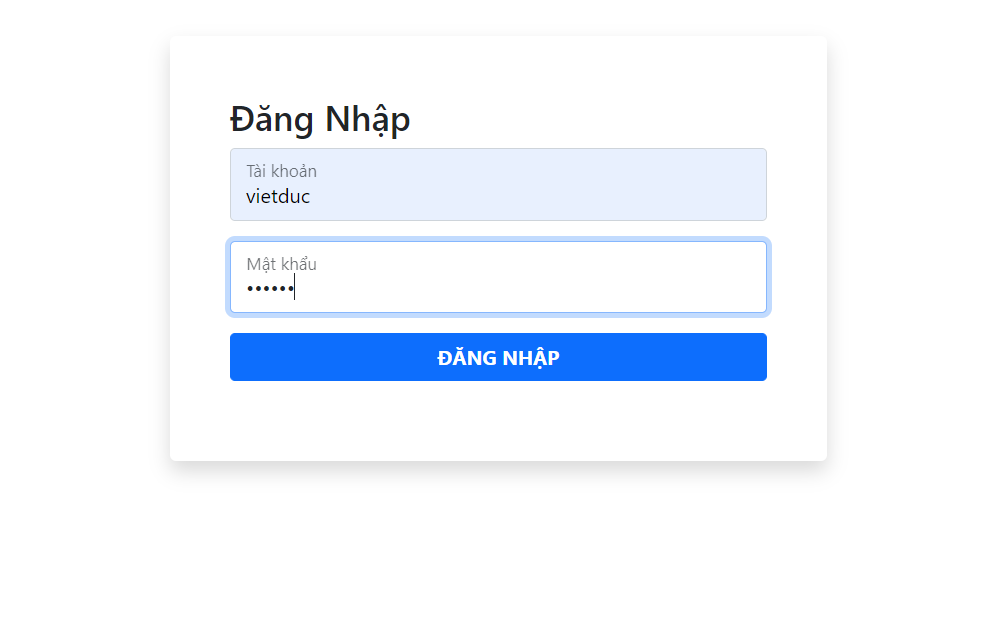 Đăng Nhập
Tài khoản
vietduc
Mật khẩu
••••••
ĐĂNG NHẬP